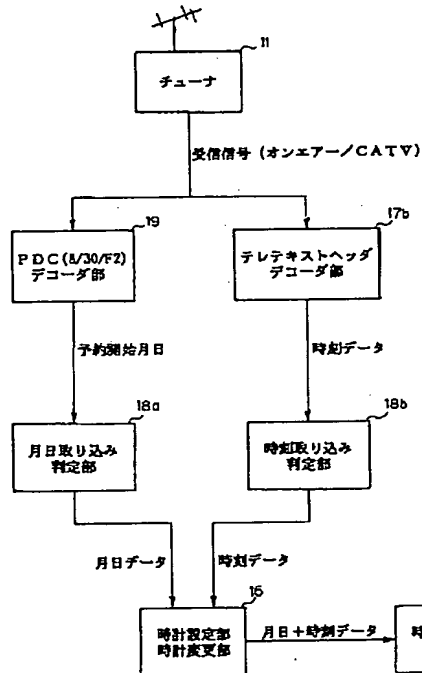 11
チューナ
受信信号(オンエアー/CATV)
19
PDC(8/30/F2)
デコーダ部
17b
テレテキストヘッダ
デコーダ部
予約開始月日
時刻データ
18a
月日取り込み
判定部
18b
時刻取り込み
判定部
月日データ
時刻データ
16
時計設定部
時計変更部
月日+時刻データ
時